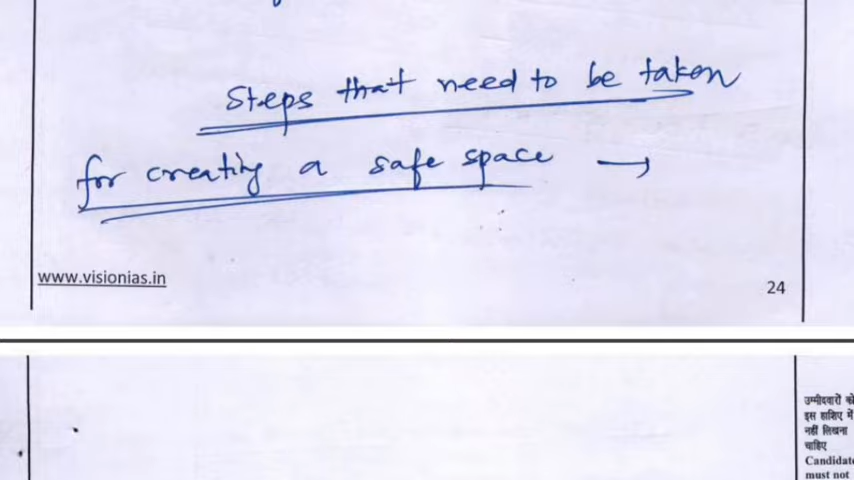 Steps that need to be taken
for creating a safe space →
www.visionias.in
24
उम्मीदवारों को
इस हाशिए में
नहीं लिखना
चाहिए
Candidate
must not